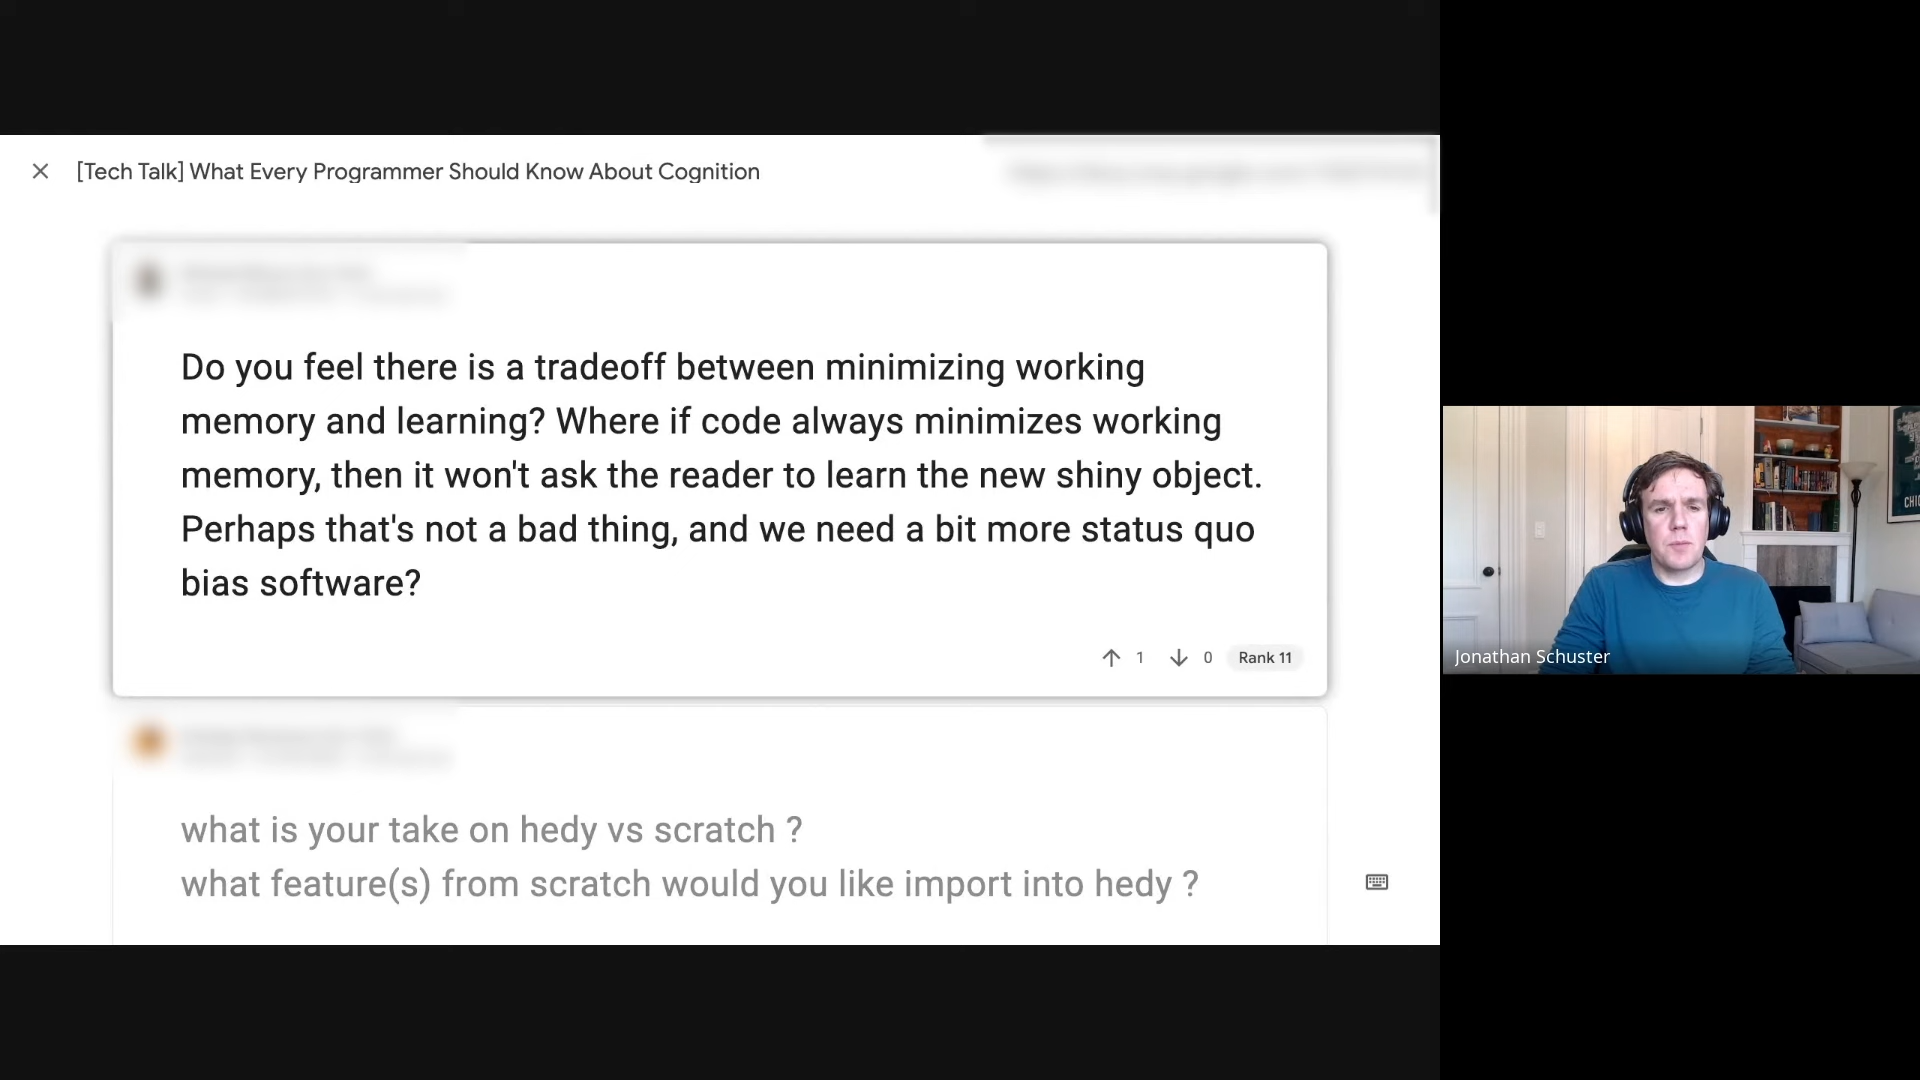 [Tech Talk] What Every Programmer Should Know About Cognition
Do you feel there is a tradeoff between minimizing working
memory and learning? Where if code always minimizes working
memory, then it won't ask the reader to learn the new shiny object.
Perhaps that's not a bad thing, and we need a bit more status quo
bias software?
1 0 Rank 11
what is your take on hedy vs scratch ?
what feature(s) from scratch would you like import into hedy ?
CHIC
Jonathan Schuster